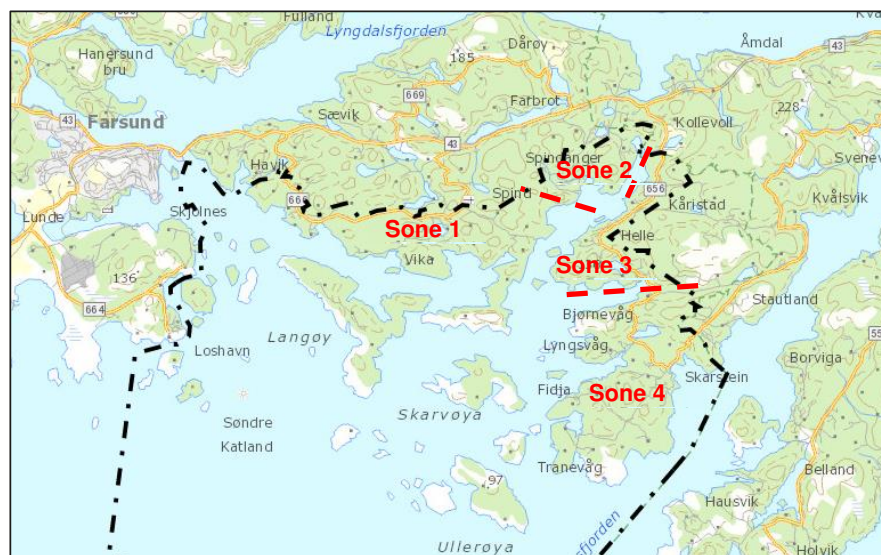 Fulland
Lyngdalsfjorden
Dårøy
Åmdal
43
Hanersund
bru
185
669
Farbrot
228
Kollevoll
43
Farsund
Sævik
43
Havik
Spindanger
Sone 2
Svenev
Spind
656
Kvålsvik
Lunde
Skjolnes
Sone 1
Kåristad
Helle
136
Vika
Sone 3
664
Stautland
Langøy
Bjørnevåg
Loshavn
Lyngsvåg
Borviga
Skarstein
Fidja
Sone 4
Skarvøya
Søndre
Katland
Tranevåg
97
Belland
Hausvik
Ullerøya
sfjorden
Holvik